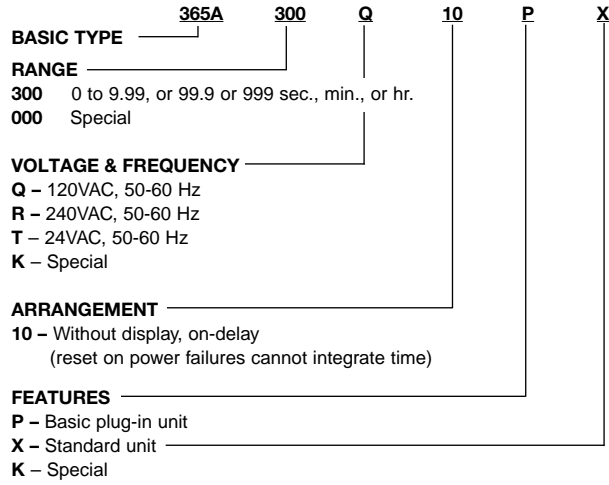 365A 300 Q 10 P X
BASIC TYPE
RANGE
300 0 to 9.99, or 99.9 or 999 sec., min., or hr.
000 Special
VOLTAGE & FREQUENCY
Q – 120VAC, 50-60 Hz
R – 240VAC, 50-60 Hz
T – 24VAC, 50-60 Hz
K – Special
ARRANGEMENT
10 – Without display, on-delay
(reset on power failures cannot integrate time)
FEATURES
P – Basic plug-in unit
X – Standard unit
K – Special